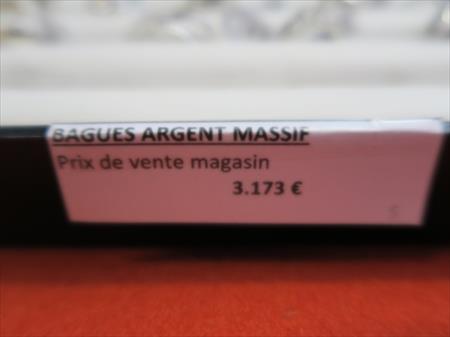 BAGUES ARGENT MASSIF
Prix de vente magasin
3.173 €